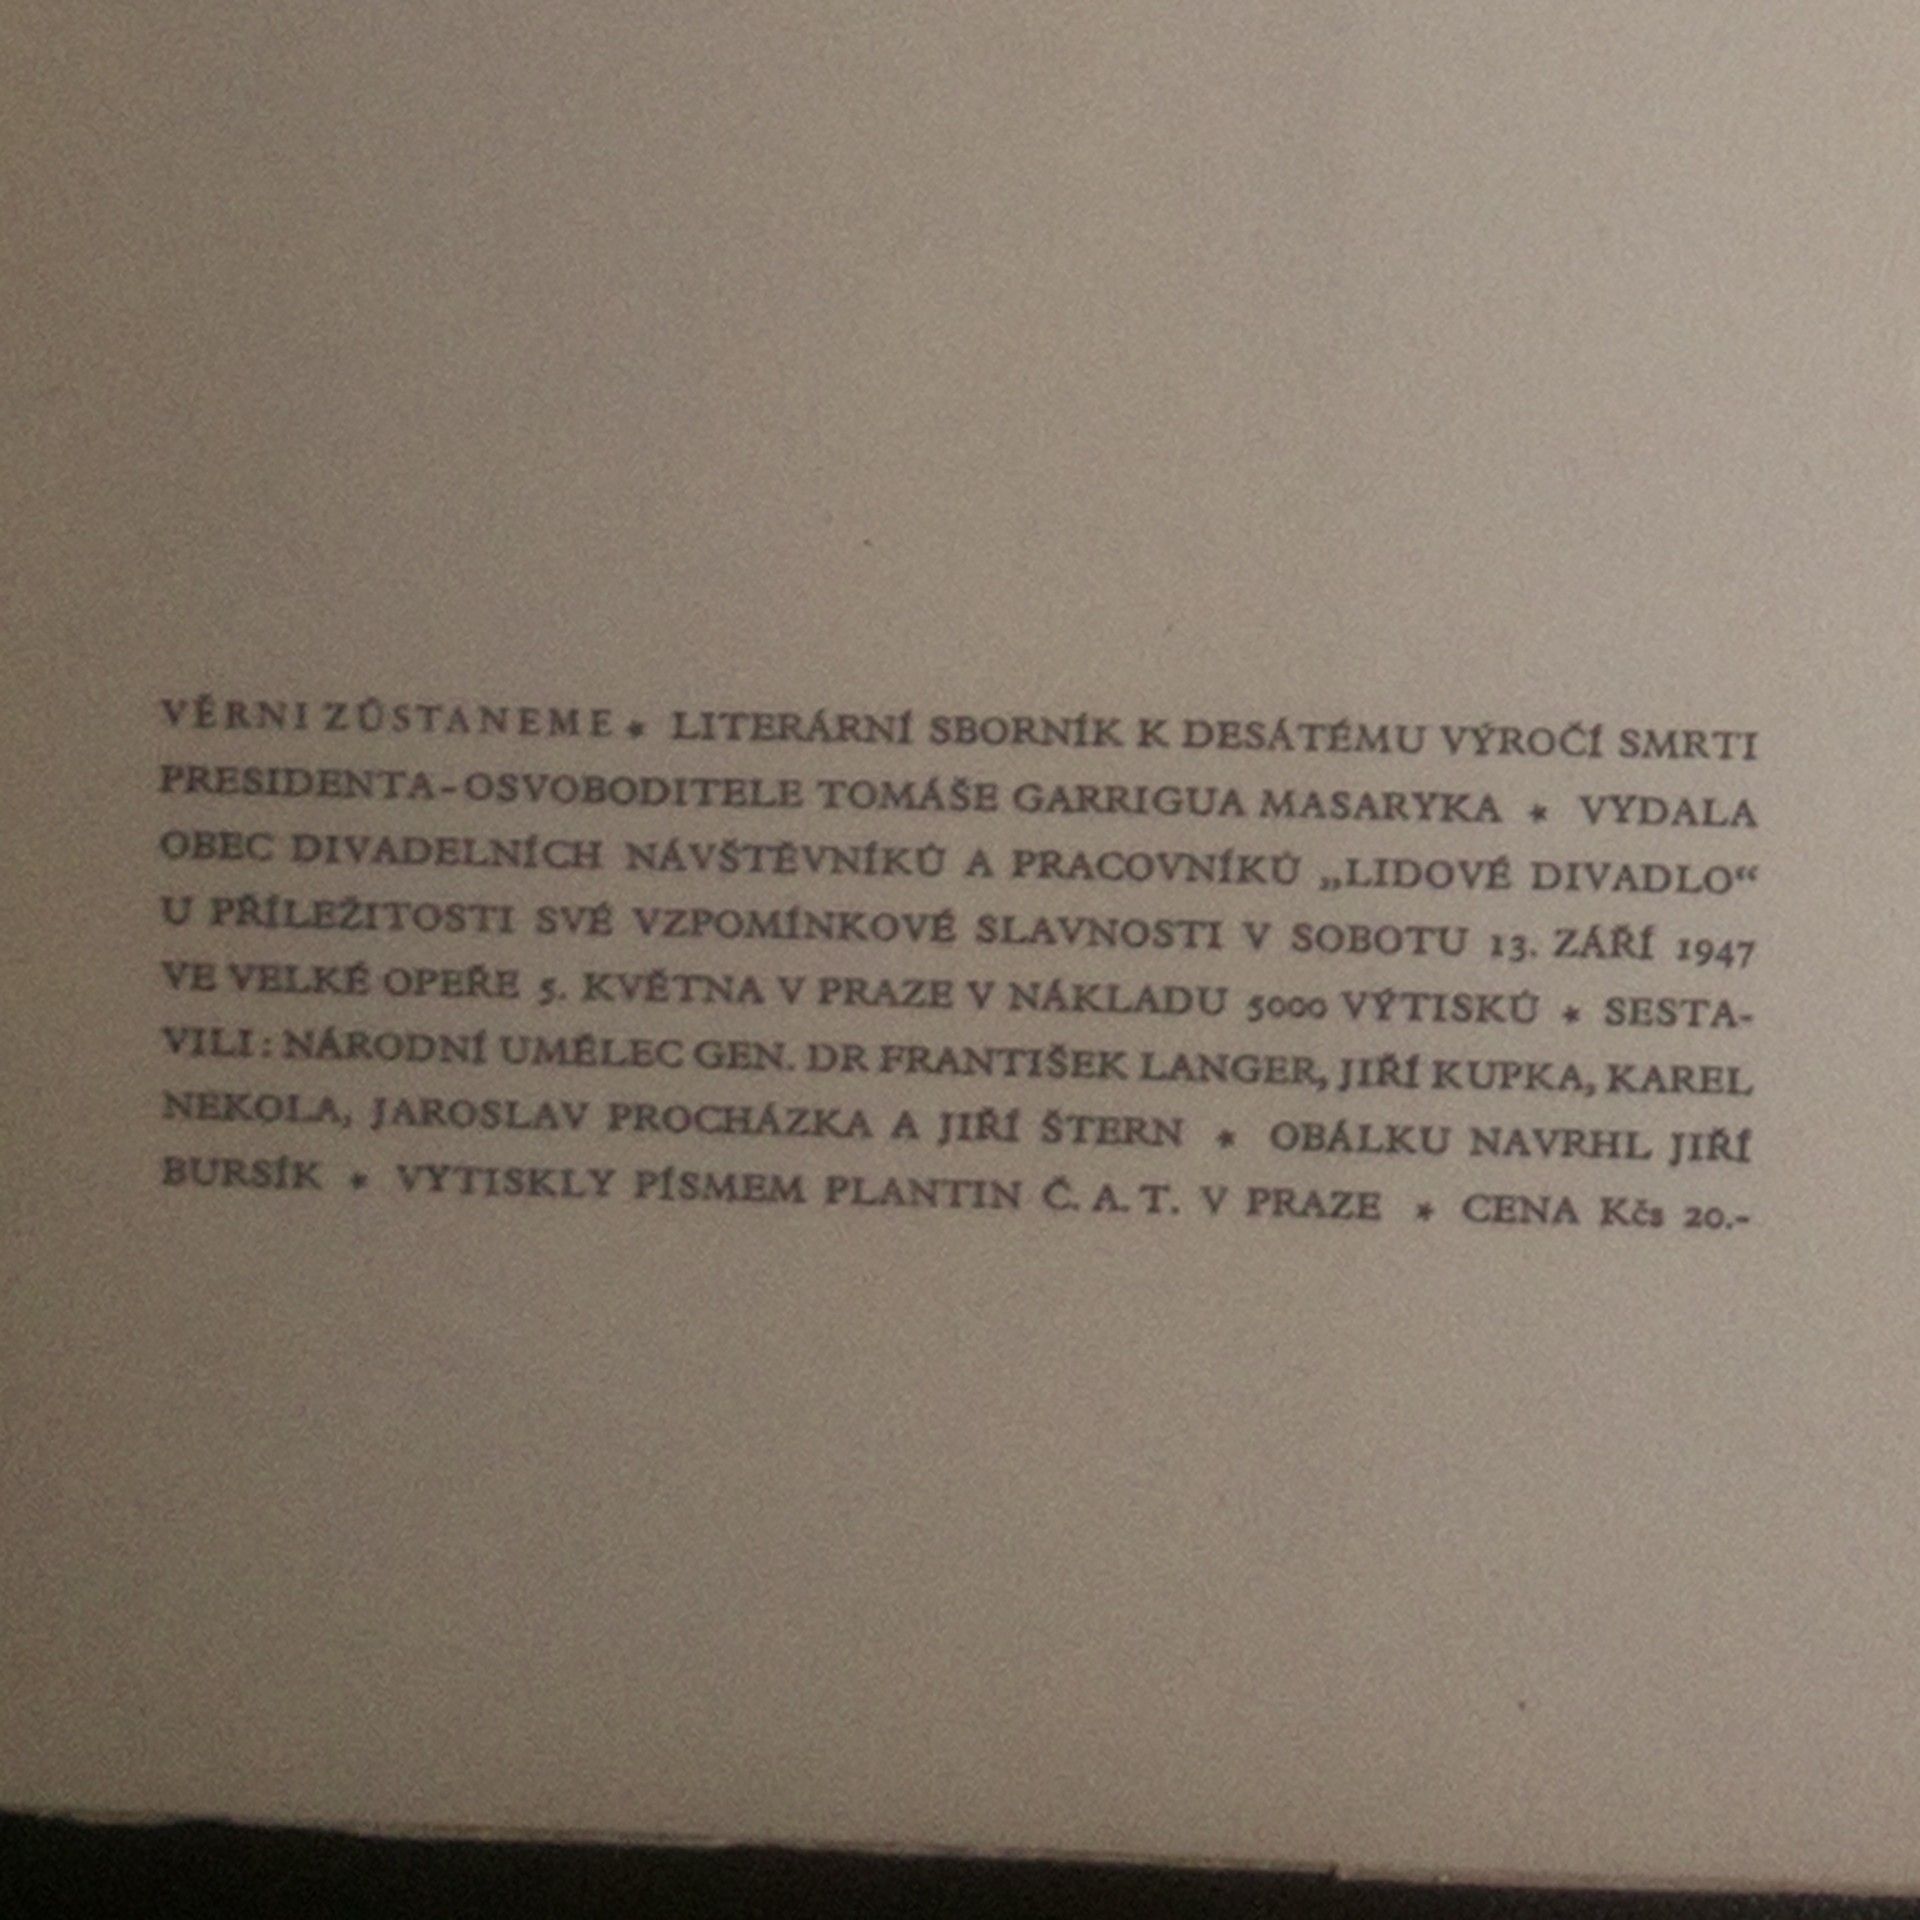 VĚRNI ZŮSTANEME * LITERÁRNÍ SBORNÍK K DESÁTÉMU VÝROČÍ SMRTI
PRESIDENTA-OSVOBODITELE TOMÁŠE GARRIGUA MASARYKA * VYDALA
OBEC DIVADELNÍCH NÁVŠTĚVNÍKŮ A PRACOVNÍKŮ „LIDOVÉ DIVADLO“
U PŘÍLEŽITOSTI SVÉ VZPOMÍNKOVÉ SLAVNOSTI V SOBOTU 13. ZÁŘÍ 1947
VE VELKÉ OPEŘE 5. KVĚTNA V PRAZE V NÁKLADU 5000 VÝTISKŮ * SESTA-
VILI: NÁRODNÍ UMĚLEC GEN. DR FRANTIŠEK LANGER, JIŘÍ KUPKA, KAREL
NEKOLA, JAROSLAV PROCHÁZKA A JIŘÍ ŠTERN * OBÁLKU NAVRHL JIŘÍ
BURSÍK * VYTISKLY PÍSMEM PLANTIN Č. A. T. V PRAZE * CENA Kčs 20.-